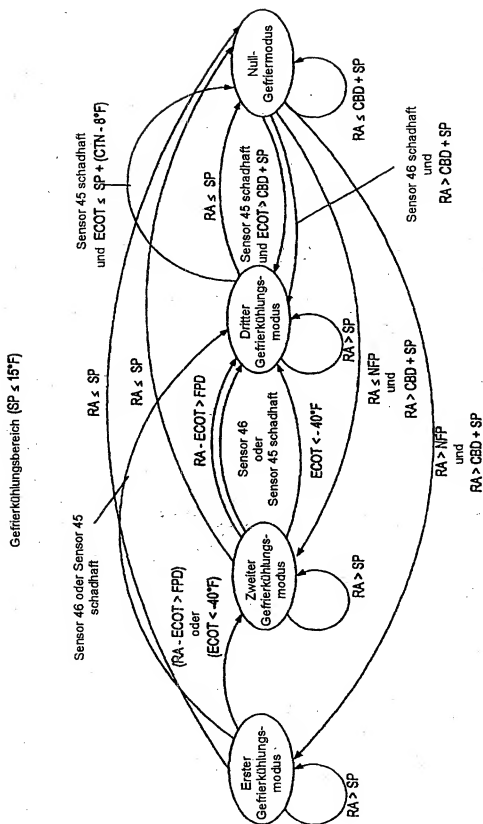 Gefrierkühlungsbereich (SP ≤ 15°F)
Sensor 45 schadhaft
und ECOT ≤ SP + (CTN - 8°F)
RA ≤ SP
RA ≤ SP
Sensor 46 oder Sensor 45
schadhaft
(RA - ECOT > FPD)
oder
(ECOT < -40°F)
RA - ECOT > FPD
Sensor 46
oder
Sensor 45 schadhaft
ECOT < - 40°F
RA ≤ SP
Sensor 45 schadhaft
und ECOT > CBD + SP
Erster
Gefrierkühlungs-
modus
Zweiter
Gefrierkühlungs-
modus
Dritter
Gefrierkühlungs-
modus
Null-
Gefriermodus
RA > SP
RA > SP
RA > SP
RA ≤ CBD + SP
RA ≤ NFP
und
RA > CBD + SP
RA > NFP
und
RA > CBD + SP
Sensor 46 schadhaft
und
RA > CBD + SP